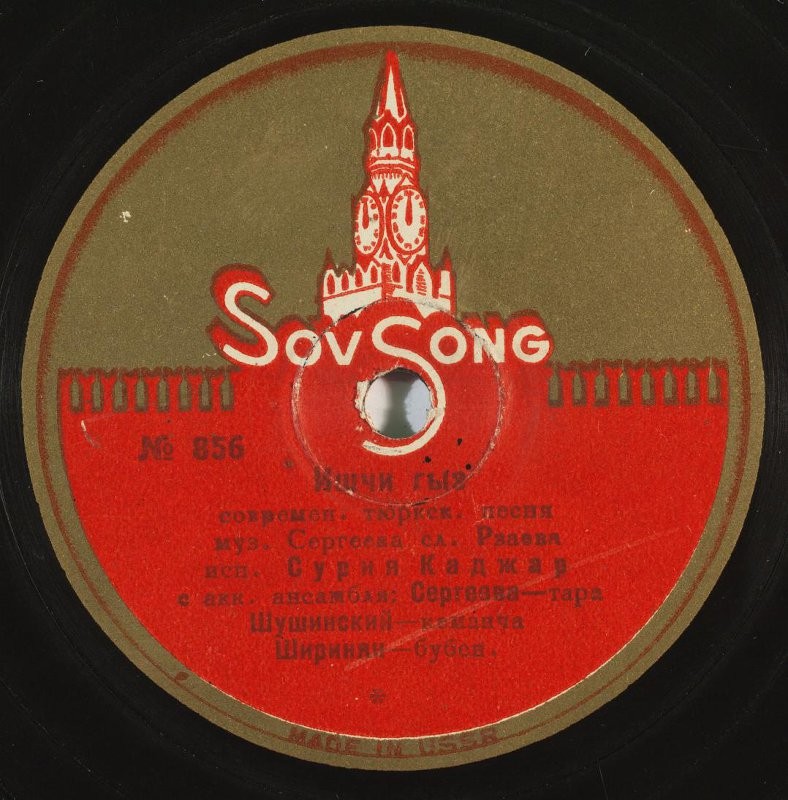 SOVSONG
№ 856
Ишчи гыз
современ. тюркск. песня
муз. Сергеева сл. Рзаева
исп. Сурия Каджар
с акк. ансамбля: Сергеева—тара
Шушинский—кеманча
Ширинян—бубен.
*
MADE IN USSR